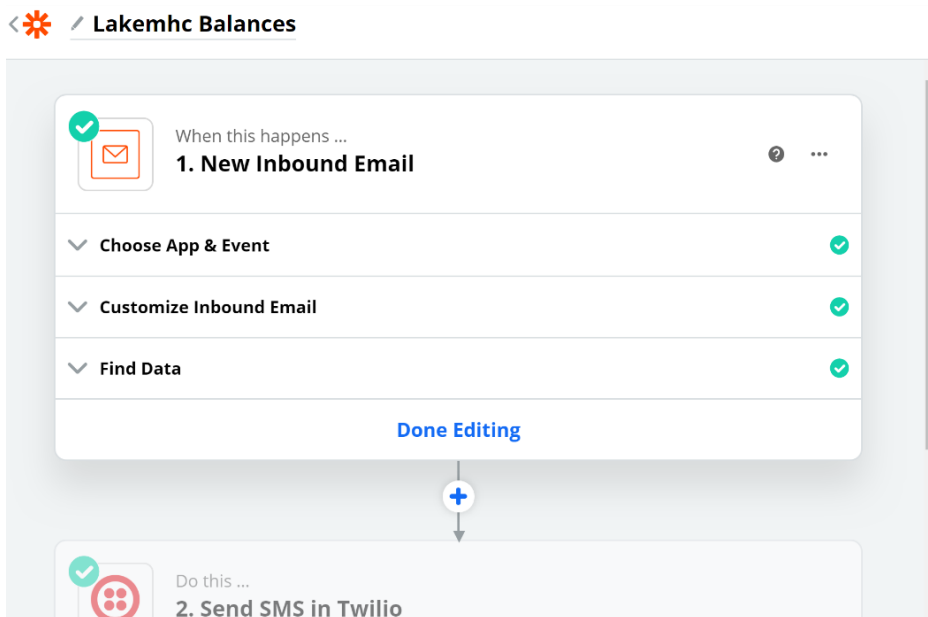 Lakemhc Balances
When this happens ...
1. New Inbound Email
Choose App & Event
Customize Inbound Email
Find Data
Done Editing
Do this ...
2. Send SMS in Twilio